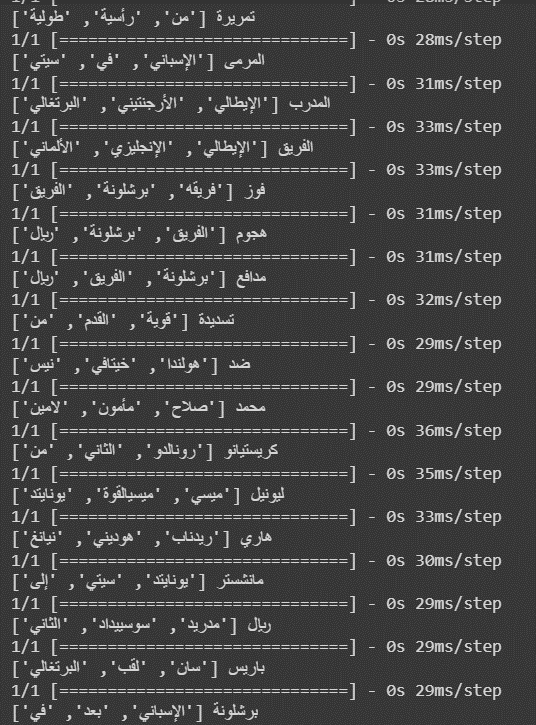 تمريرة ['من', 'رأسية', 'طولية']
1/1 [==============================] - 0s 28ms/step
المرمى ['الإسباني', 'في', 'سيتي']
1/1 [==============================] - 0s 31ms/step
المدرب ['الإيطالي', 'الأرجنتيني', 'البرتغالي']
1/1 [==============================] - 0s 33ms/step
الفريق ['الإيطالي', 'الإنجليزي', 'الألماني']
1/1 [==============================] - 0s 33ms/step
فوز ['فريقه', 'برشلونة', 'الفريق']
1/1 [==============================] - 0s 31ms/step
هجوم ['الفريق', 'برشلونة', 'ريال']
1/1 [==============================] - 0s 31ms/step
مدافع ['برشلونة', 'الفريق', 'ريال']
1/1 [==============================] - 0s 32ms/step
تسديدة ['قوية', 'القدم', 'من']
1/1 [==============================] - 0s 29ms/step
ضد ['هولندا', 'خيتافي', 'نيس']
1/1 [==============================] - 0s 29ms/step
محمد ['صلاح', 'مأمون', 'لامين']
1/1 [==============================] - 0s 36ms/step
كريستيانو ['رونالدو', 'الثاني', 'من']
1/1 [==============================] - 0s 35ms/step
ليونيل ['ميسي', 'ميسيالقوة', 'يونايتد']
1/1 [==============================] - 0s 33ms/step
هاري ['ريدناب', 'هوديني', 'نيانغ']
1/1 [==============================] - 0s 30ms/step
مانشستر ['يونايتد', 'سيتي', 'إلى']
1/1 [==============================] - 0s 29ms/step
ريال ['مدريد', 'سوسييداد', 'الثاني']
1/1 [==============================] - 0s 29ms/step
باريس ['سان', 'لقب', 'البرتغالي']
1/1 [==============================] - 0s 29ms/step
برشلونة ['الإسباني', 'بعد', 'في']